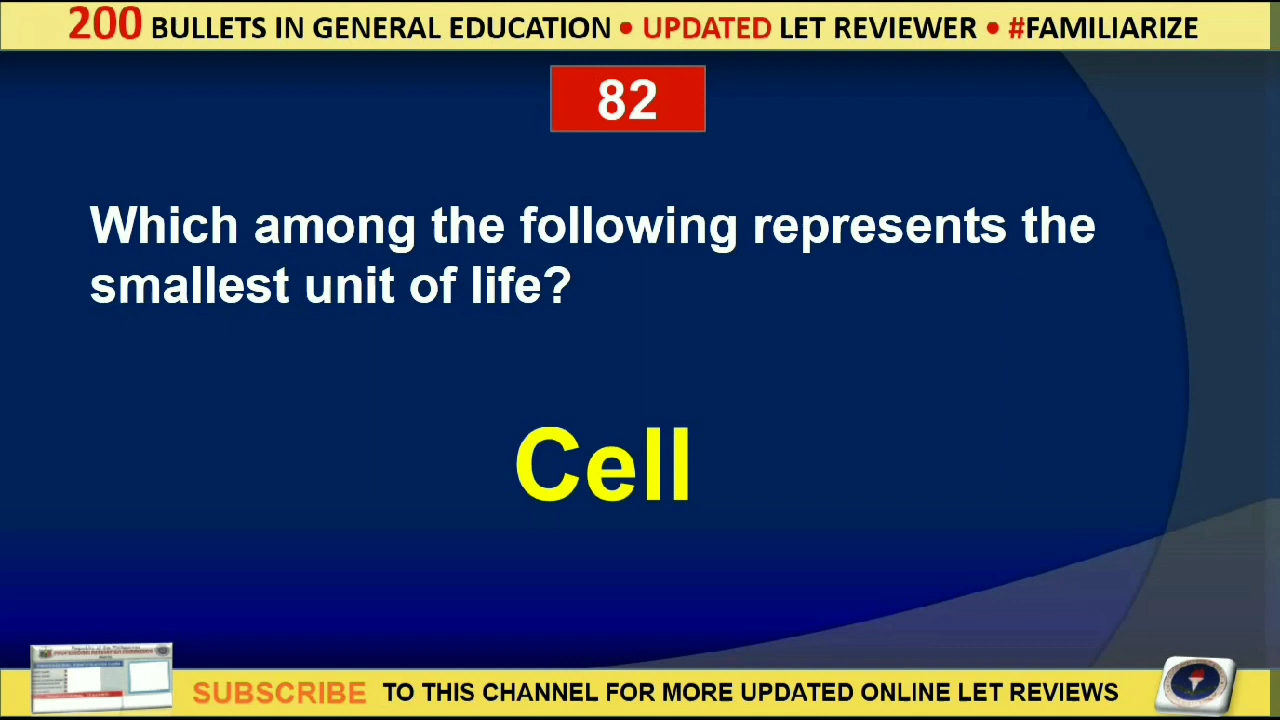 200 BULLETS IN GENERAL EDUCATION • UPDATED LET REVIEWER • #FAMILIARIZE
82
Which among the following represents the
smallest unit of life?
Cell
SUBSCRIBE TO THIS CHANNEL FOR MORE UPDATED ONLINE LET REVIEWS